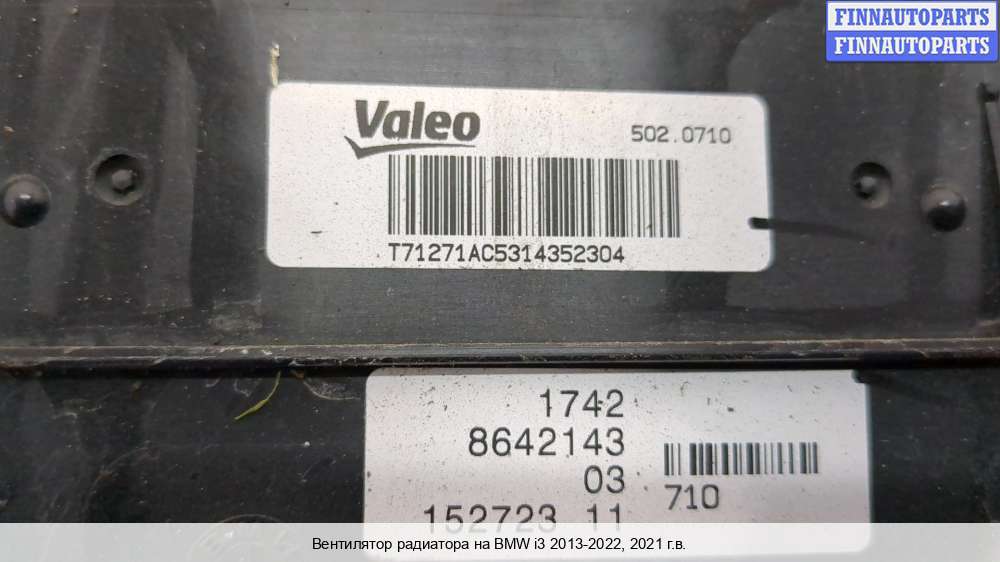 FINNAUTOPARTS
FINNAUTOPARTS
Valeo
502.0710
T71271AC5314352304
1742
8642143
03
710
152723 11
Вентилятор радиатора на BMW i3 2013-2022, 2021 г.в.